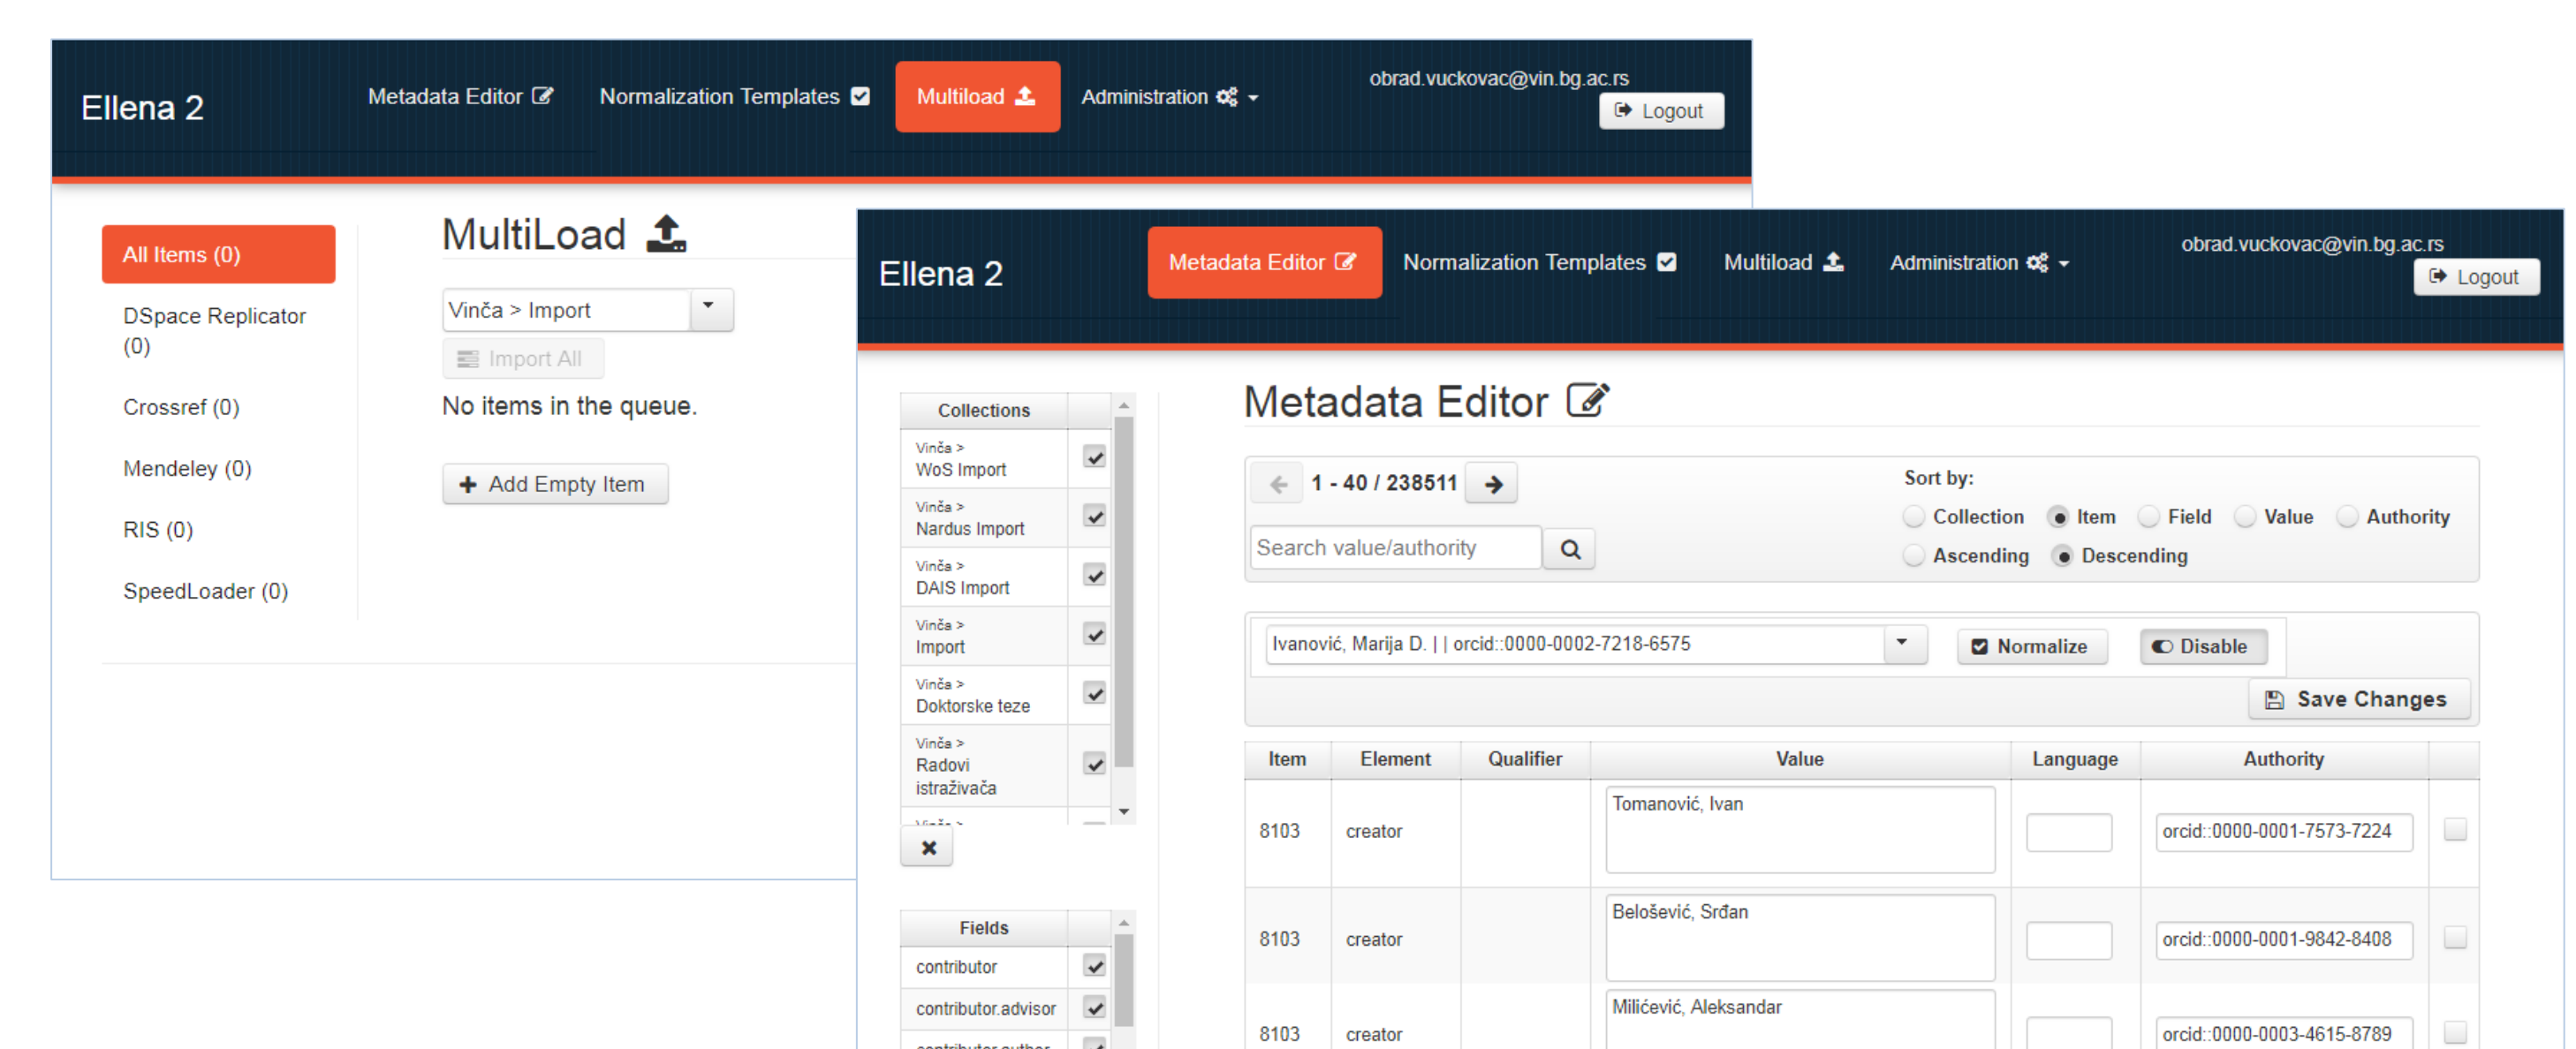 Ellena 2
Metadata Editor
Normalization Templates
Multiload
Administration
obrad.vuckovac@vin.bg.ac.rs
Logout
All Items (0)
DSpace Replicator
(0)
Crossref (0)
Mendeley (0)
RIS (0)
SpeedLoader (0)
MultiLoad
Vinča > Import
Import All
No items in the queue.
Add Empty Item
Ellena 2
Metadata Editor
Normalization Templates
Multiload
Administration
obrad.vuckovac@vin.bg.ac.rs
Logout
Collections
Vinča >
WoS Import
Vinča >
Nardus Import
Vinča >
DAIS Import
Vinča >
Import
Vinča >
Doktorske teze
Vinča >
Radovi
istraživača
Vinča >
Fields
contributor
contributor.advisor
contributor.author
Metadata Editor
1 - 40 / 238511
Search value/authority
Sort by:
Collection Item Field Value Authority
Ascending Descending
Ivanović, Marija D. | | orcid::0000-0002-7218-6575
Normalize
Disable
Save Changes
Item Element Qualifier Value Language Authority
8103 creator Tomanović, Ivan orcid::0000-0001-7573-7224
8103 creator Belošević, Srđan orcid::0000-0001-9842-8408
8103 creator Milićević, Aleksandar orcid::0000-0003-4615-8789